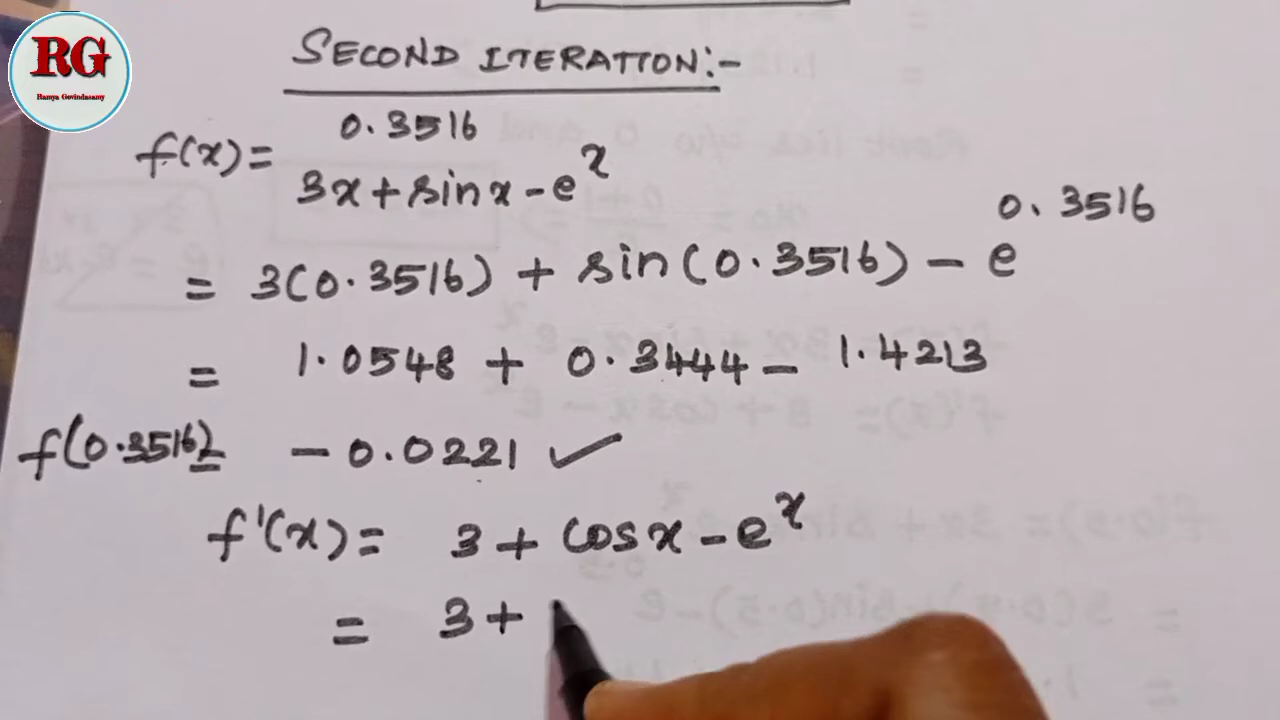 RG
Ramya Govindasamy
SECOND ITERATION:-
0.3516
f(x)= 3x+sinx-e^x
= 3(0.3516) + sin(0.3516) - e^0.3516
= 1.0548 + 0.3444 - 1.4213
f(0.3516)= -0.0221 ✓
f'(x)= 3 + cosx - e^x
= 3 +